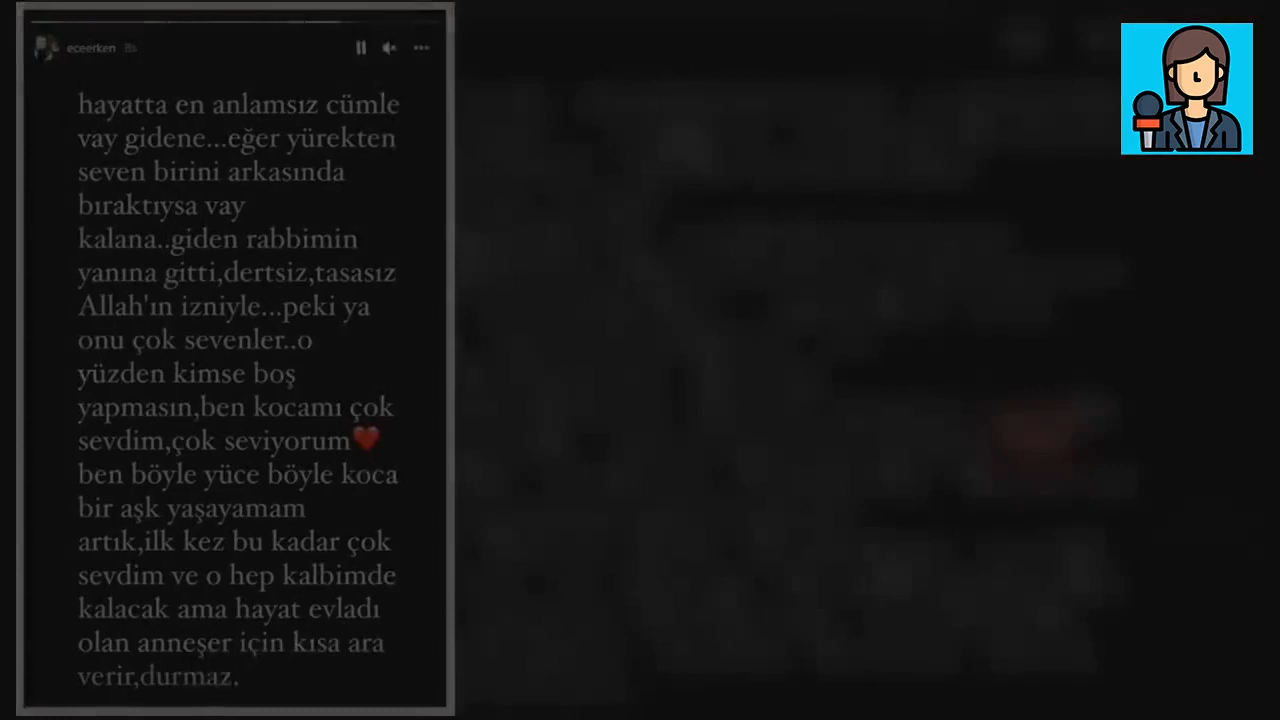 eceerken 8s
hayatta en anlamsız cümle
vay gidene...eğer yürekten
seven birini arkasında
bıraktıysa vay
kalana..giden rabbimin
yanına gitti,dertsiz,tasasız
Allah'ın izniyle...peki ya
onu çok sevenler..o
yüzden kimse boş
yapmasın,ben kocamı çok
sevdim,çok seviyorum❤️
ben böyle yüce böyle koca
bir aşk yaşayamam
artık,ilk kez bu kadar çok
sevdim ve o hep kalbimde
kalacak ama hayat evladı
olan anneşer için kısa ara
verir,durmaz.